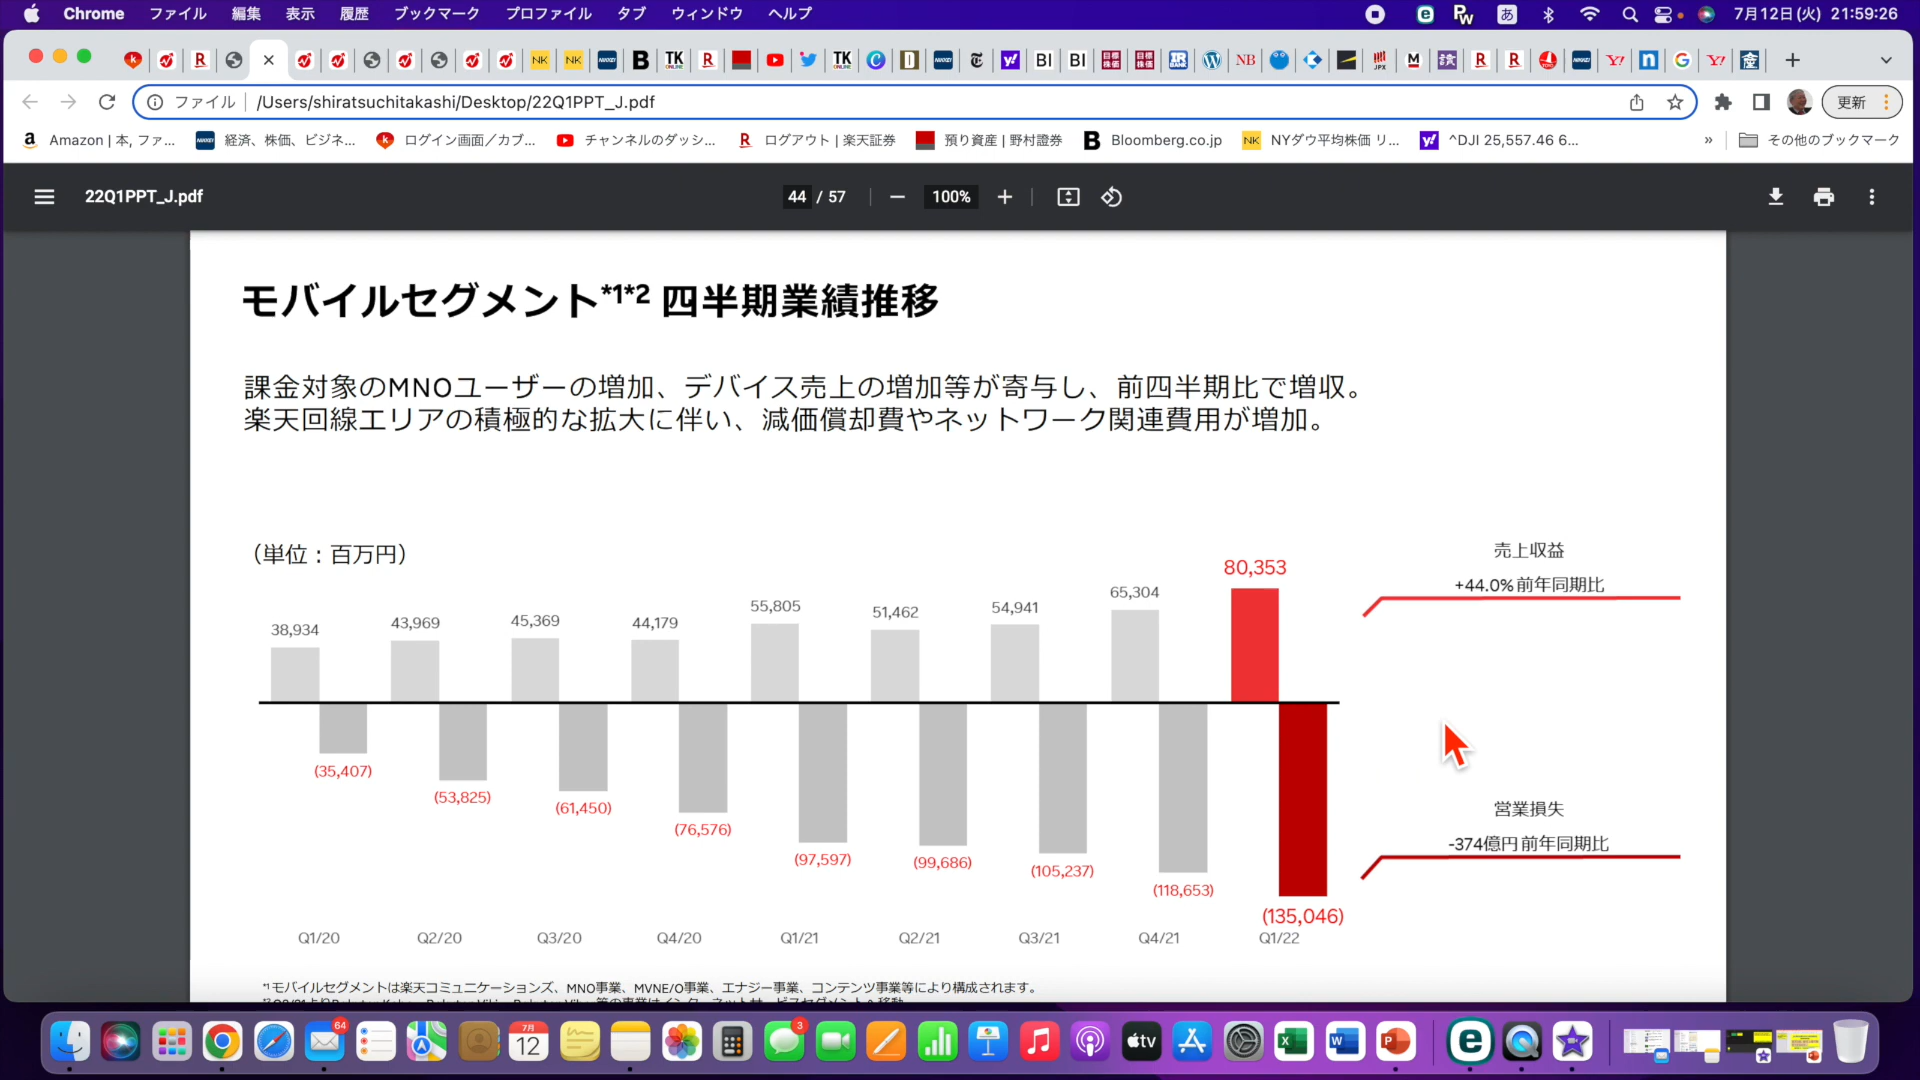 Chrome ファイル 編集 表示 履歴 ブックマーク プロファイル タブ ウィンドウ ヘルプ 7月12日(火) 21:59:26
ファイル /Users/shiratsuchitakashi/Desktop/22Q1PPT_J.pdf 更新
Amazon | 本, ファ... 経済、株価、ビジネ... ログイン画面／カブ... チャンネルのダッシ... ログアウト | 楽天証券 預り資産 | 野村證券 Bloomberg.co.jp NYダウ平均株価 リ... ^DJI 25,557.46 6... » その他のブックマーク
22Q1PPT_J.pdf 44 / 57 100%
モバイルセグメント*1*2 四半期業績推移
課金対象のMNOユーザーの増加、デバイス売上の増加等が寄与し、前四半期比で増収。
楽天回線エリアの積極的な拡大に伴い、減価償却費やネットワーク関連費用が増加。
（単位：百万円）
38,934 43,969 45,369 44,179 55,805 51,462 54,941 65,304 80,353
売上収益
+44.0% 前年同期比
(35,407) (53,825) (61,450) (76,576) (97,597) (99,686) (105,237) (118,653) (135,046)
営業損失
-374億円 前年同期比
Q1/20 Q2/20 Q3/20 Q4/20 Q1/21 Q2/21 Q3/21 Q4/21 Q1/22
*1 モバイルセグメントは楽天コミュニケーションズ、MNO事業、MVNE/O事業、エナジー事業、コンテンツ事業等により構成されます。
64 7月 12 3 tv